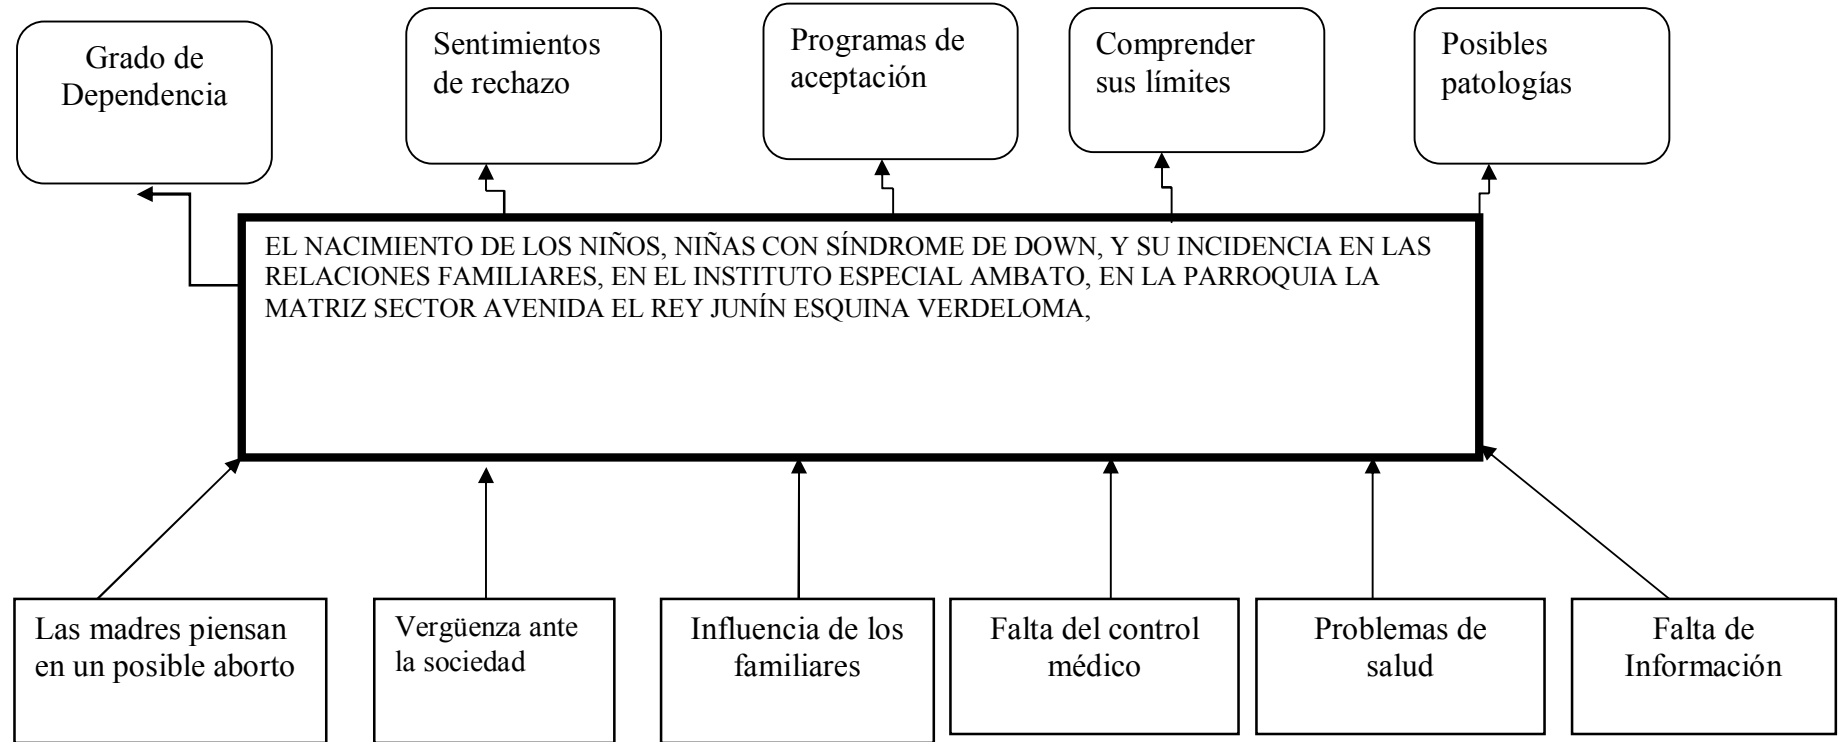 Grado de
Dependencia
Sentimientos
de rechazo
Programas de
aceptación
Comprender
sus límites
Posibles
patologías
EL NACIMIENTO DE LOS NIÑOS, NIÑAS CON SÍNDROME DE DOWN, Y SU INCIDENCIA EN LAS
RELACIONES FAMILIARES, EN EL INSTITUTO ESPECIAL AMBATO, EN LA PARROQUIA LA
MATRIZ SECTOR AVENIDA EL REY JUNÍN ESQUINA VERDELOMA,
Las madres piensan
en un posible aborto
Vergüenza ante
la sociedad
Influencia de los
familiares
Falta del control
médico
Problemas de
salud
Falta de
Información